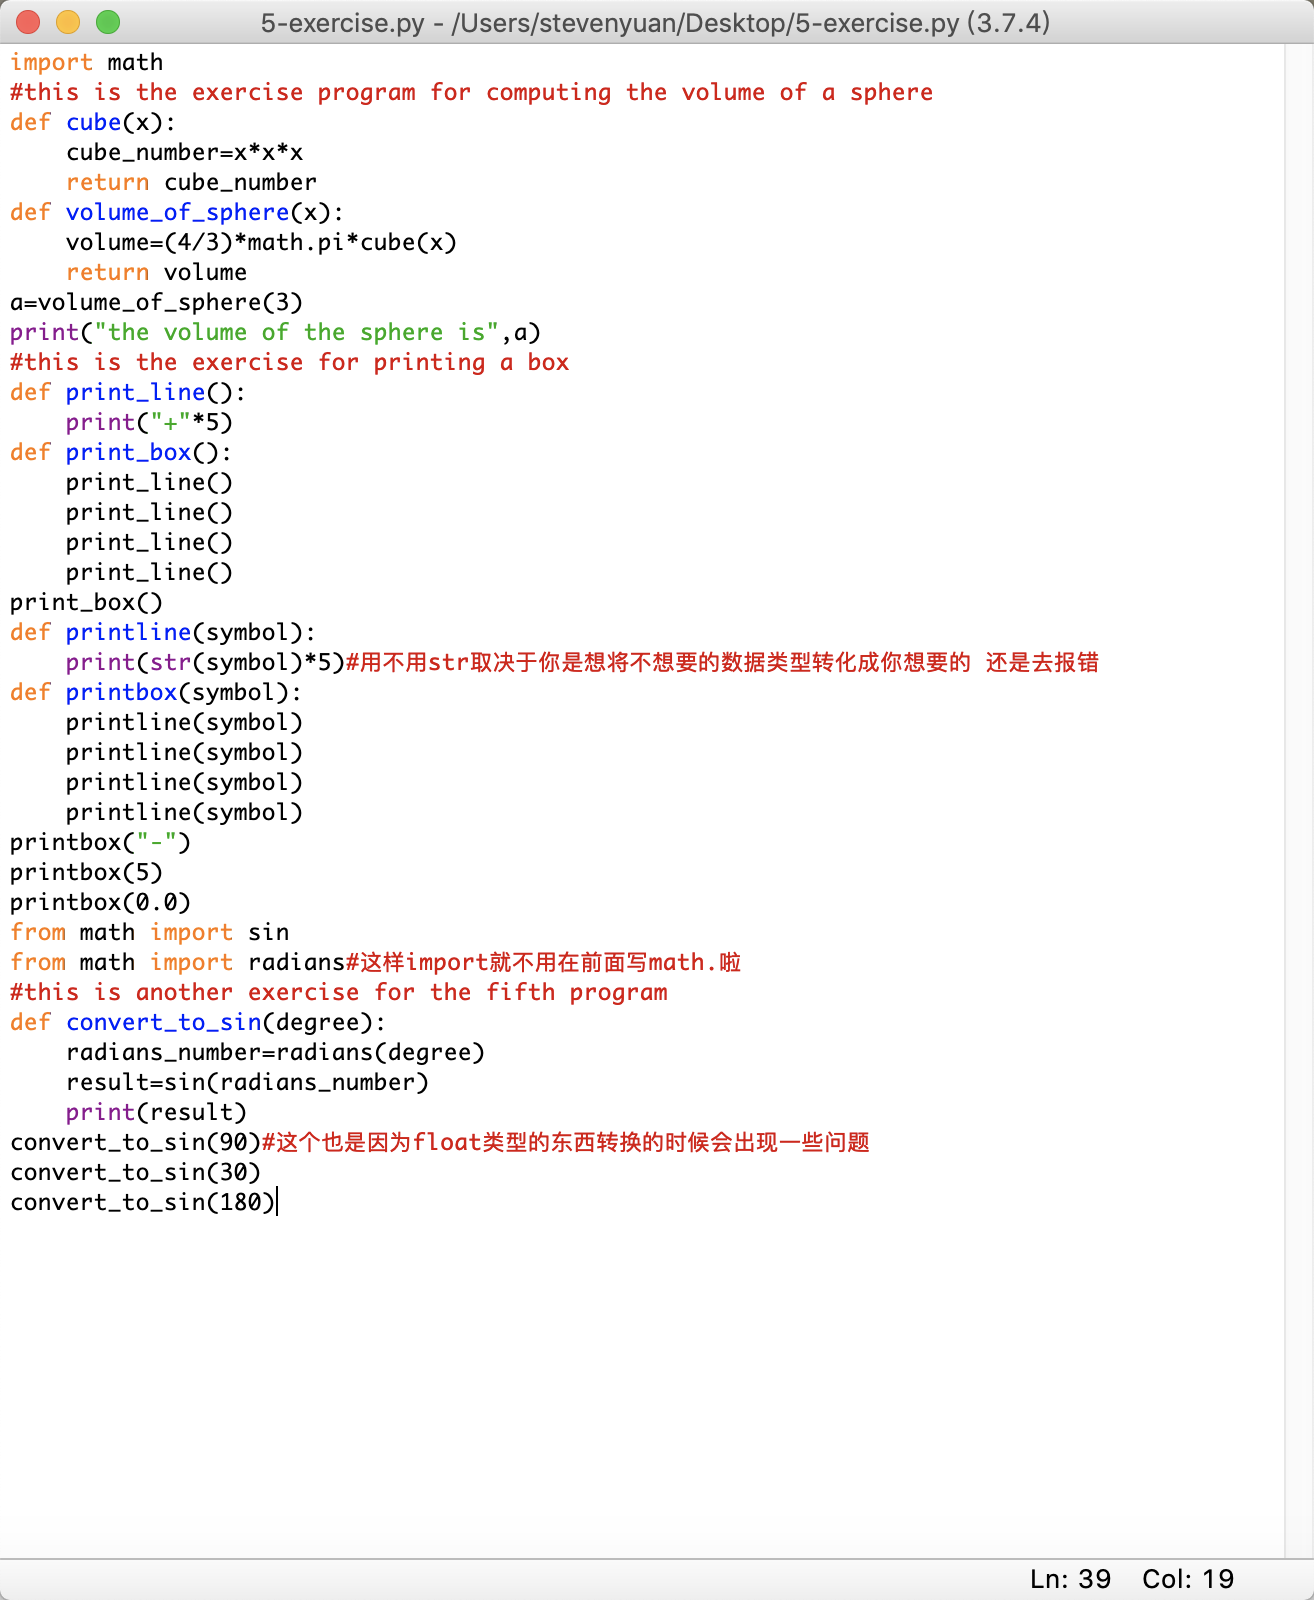 5-exercise.py - /Users/stevenyuan/Desktop/5-exercise.py (3.7.4)
import math
#this is the exercise program for computing the volume of a sphere
def cube(x):
    cube_number=x*x*x
    return cube_number
def volume_of_sphere(x):
    volume=(4/3)*math.pi*cube(x)
    return volume
a=volume_of_sphere(3)
print("the volume of the sphere is",a)
#this is the exercise for printing a box
def print_line():
    print("+"*5)
def print_box():
    print_line()
    print_line()
    print_line()
    print_line()
print_box()
def printline(symbol):
    print(str(symbol)*5)#用不用str取决于你是想将不想要的数据类型转化成你想要的 还是去报错
def printbox(symbol):
    printline(symbol)
    printline(symbol)
    printline(symbol)
    printline(symbol)
printbox("-")
printbox(5)
printbox(0.0)
from math import sin
from math import radians#这样import就不用在前面写math.啦
#this is another exercise for the fifth program
def convert_to_sin(degree):
    radians_number=radians(degree)
    result=sin(radians_number)
    print(result)
convert_to_sin(90)#这个也是因为float类型的东西转换的时候会出现一些问题
convert_to_sin(30)
convert_to_sin(180)
Ln: 39 Col: 19